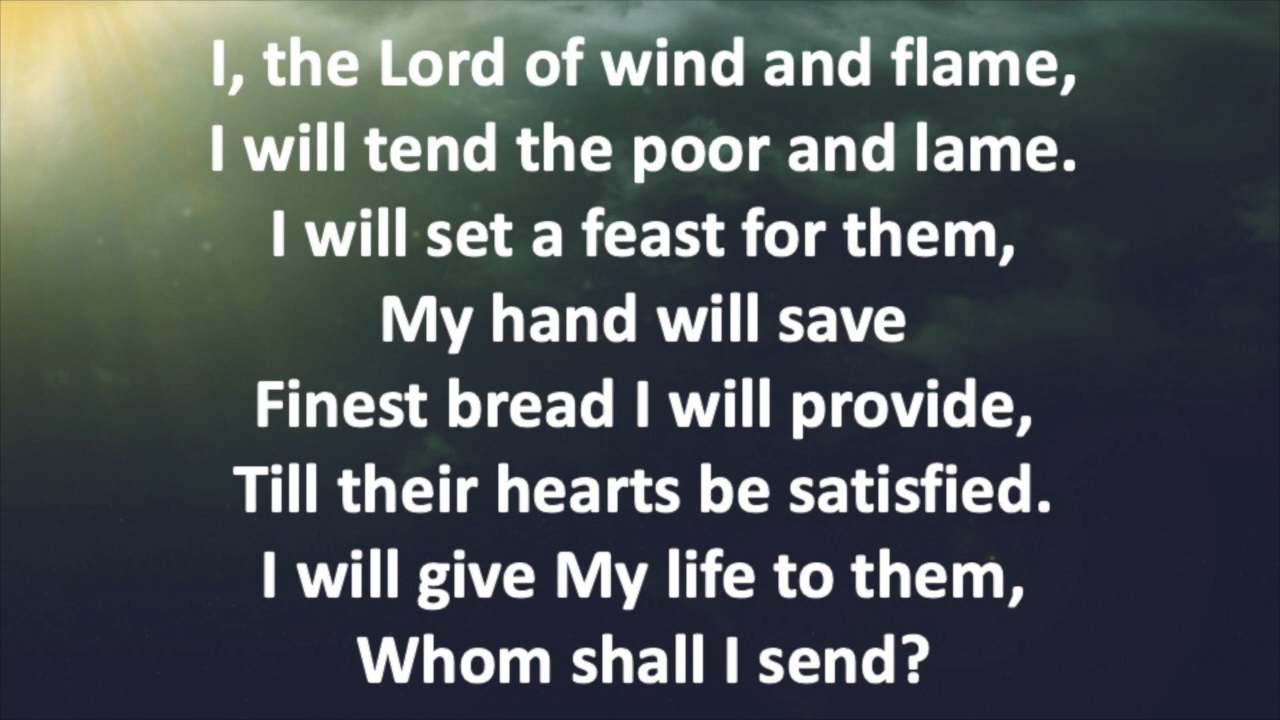 I, the Lord of wind and flame,
I will tend the poor and lame.
I will set a feast for them,
My hand will save
Finest bread I will provide,
Till their hearts be satisfied.
I will give My life to them,
Whom shall I send?